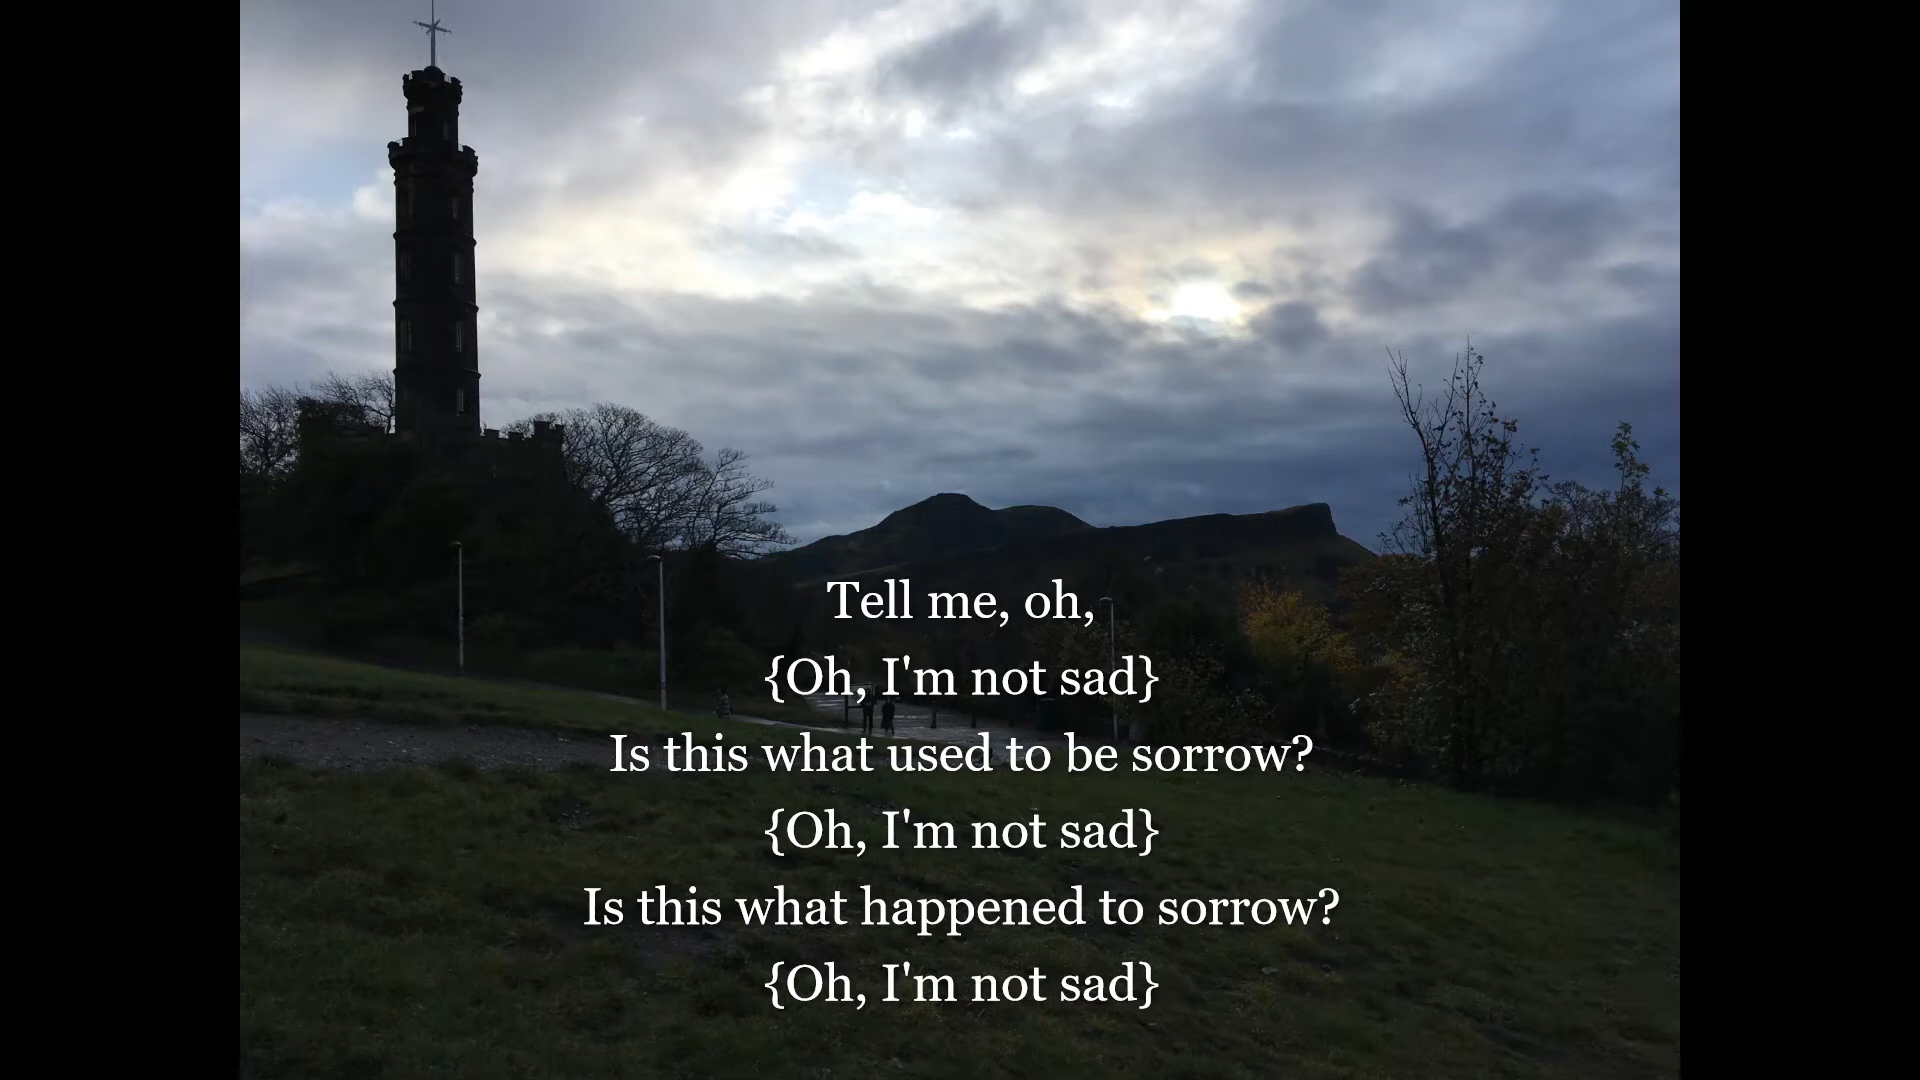 Tell me, oh,
{Oh, I'm not sad}
Is this what used to be sorrow?
{Oh, I'm not sad}
Is this what happened to sorrow?
{Oh, I'm not sad}